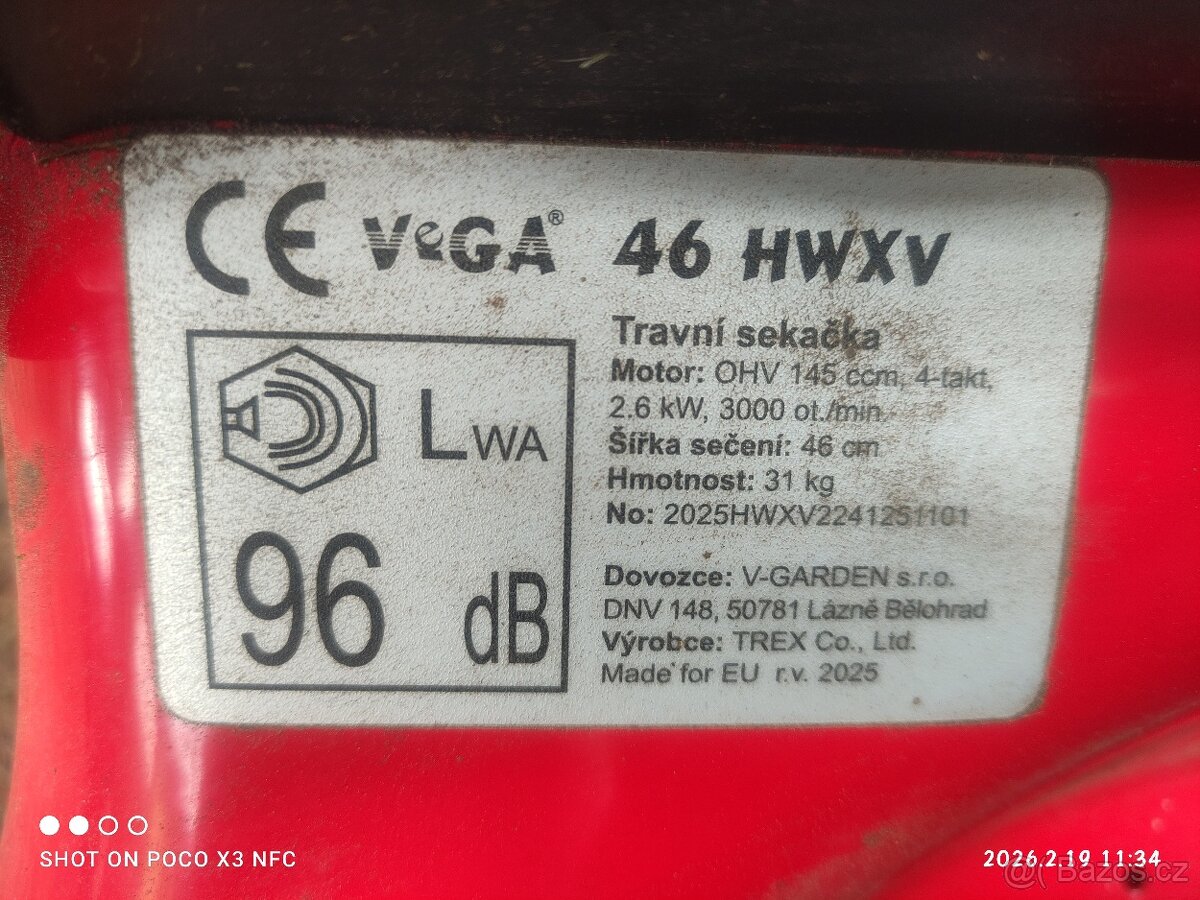 CE VeGA® 46 HWXV
Travní sekačka
Motor: OHV 145 ccm, 4-takt,
2.6 kW, 3000 ot./min.
Šířka sečení: 46 cm
Hmotnost: 31 kg
No: 2025HWXV2241251101
LWA
96 dB
Dovozce: V-GARDEN s.r.o.
DNV 148, 50781 Lázně Bělohrad
Výrobce: TREX Co., Ltd.
Made for EU r.v. 2025
SHOT ON POCO X3 NFC
2026.2.19 11:34
@Bazoš.cz